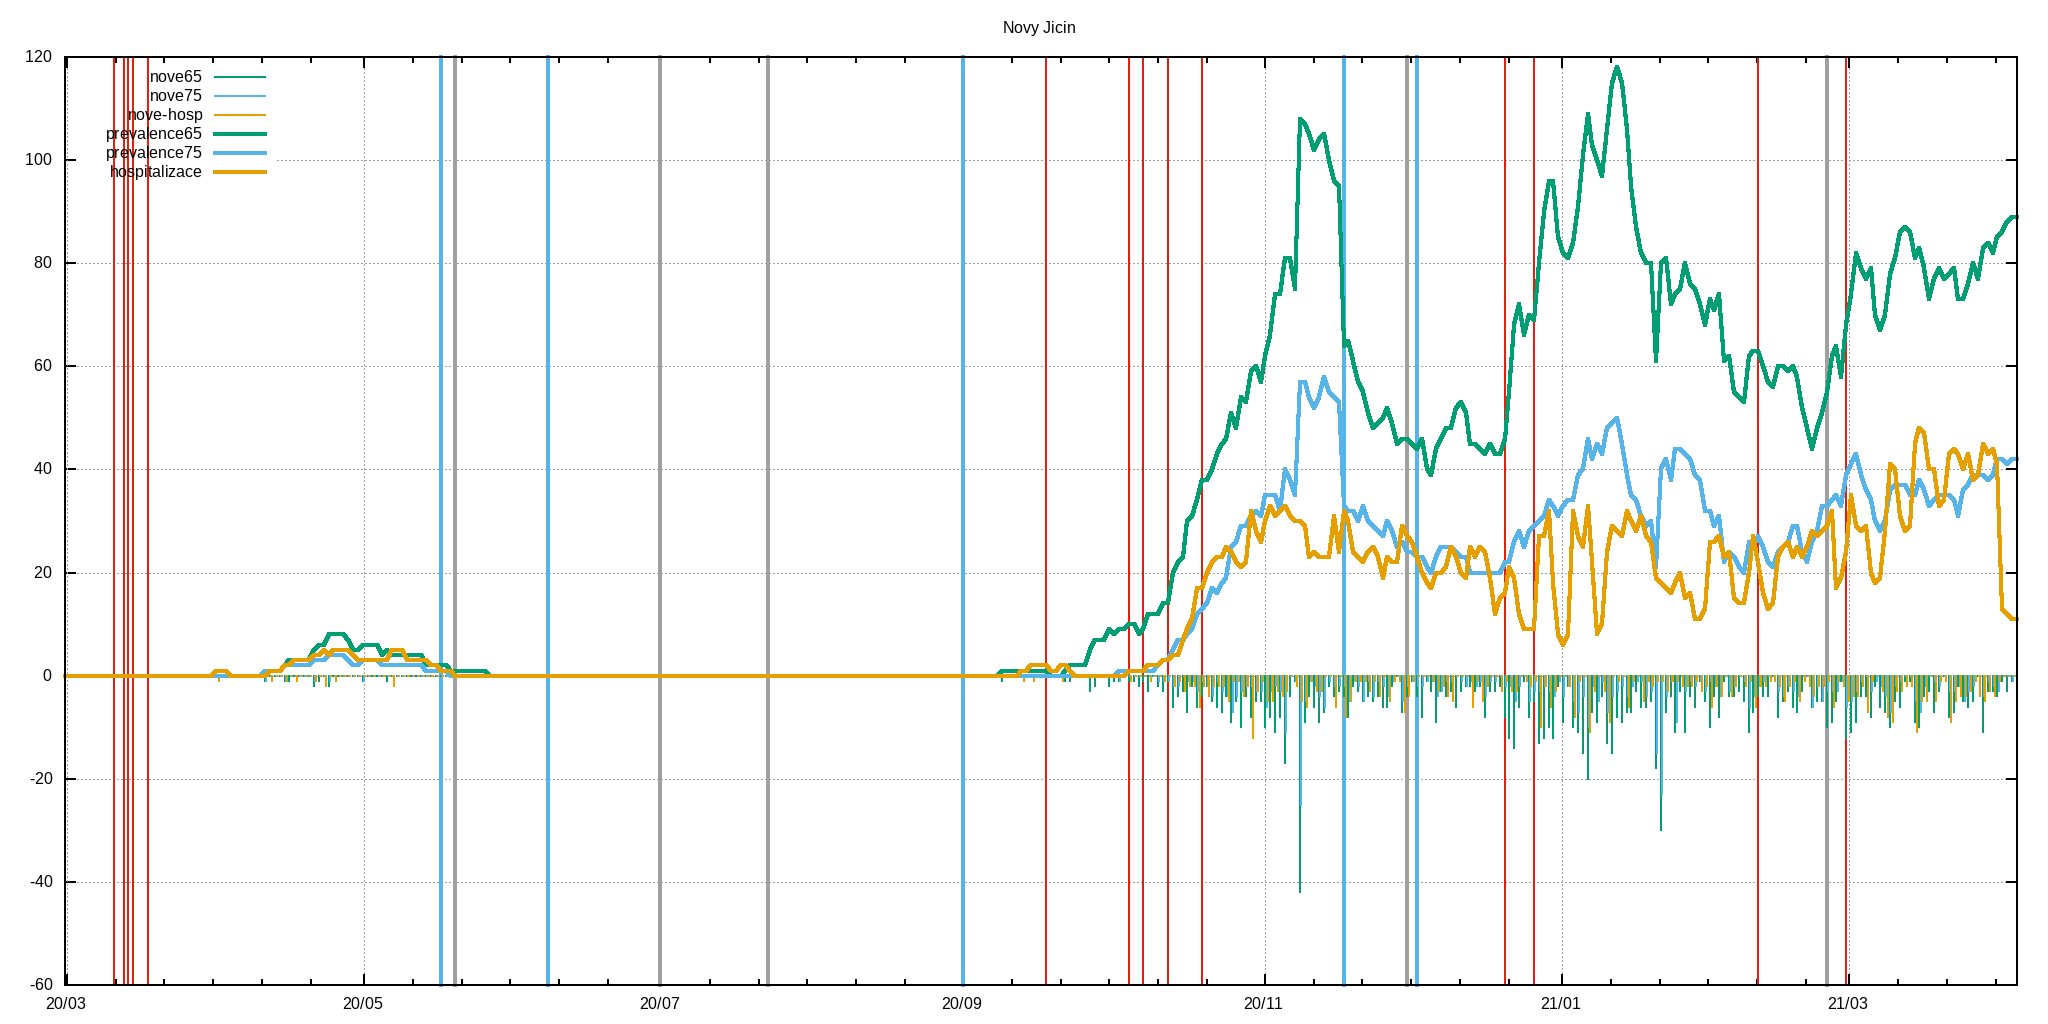 Novy Jicin
120
nove65
nove75
nove-hosp
prevalence65
prevalence75
hospitalizace
100
80
60
40
20
0
-20
-40
-60
20/03 20/05 20/07 20/09 20/11 21/01 21/03